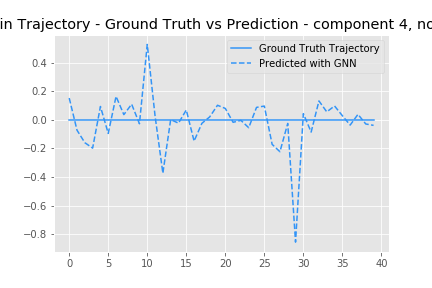 in Trajectory - Ground Truth vs Prediction - component 4, no
Ground Truth Trajectory
Predicted with GNN
0.4
0.2
0.0
−0.2
−0.4
−0.6
−0.8
0 5 10 15 20 25 30 35 40